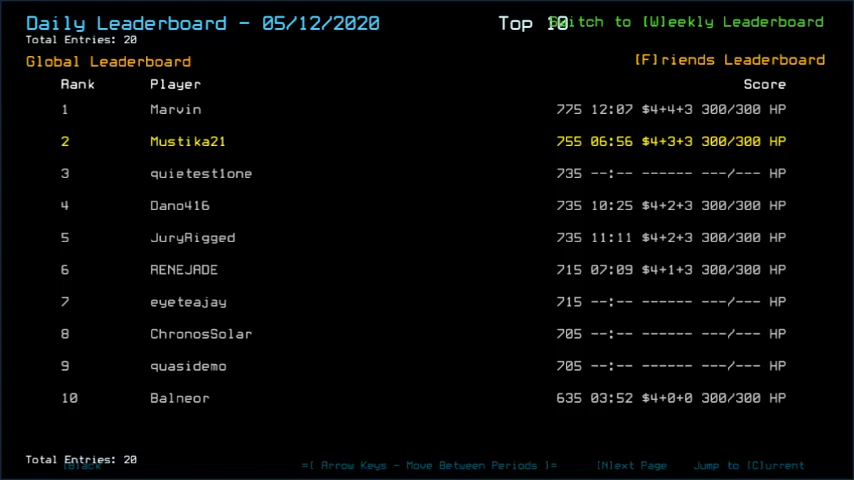 Daily Leaderboard - 05/12/2020 Top 10 Switch to [W]eekly Leaderboard
Total Entries: 20
Global Leaderboard [F]riends Leaderboard
Rank Player Score
1 Marvin 775 12:07 $4+4+3 300/300 HP
2 Mustika21 755 06:56 $4+3+3 300/300 HP
3 quietest1one 735 --:-- ------ ---/--- HP
4 Dano416 735 10:25 $4+2+3 300/300 HP
5 JuryRigged 735 11:11 $4+2+3 300/300 HP
6 RENEJADE 715 07:09 $4+1+3 300/300 HP
7 eyeteajay 715 --:-- ------ ---/--- HP
8 ChronosSolar 705 --:-- ------ ---/--- HP
9 quasidemo 705 --:-- ------ ---/--- HP
10 Balneor 635 03:52 $4+0+0 300/300 HP
Total Entries: 20
[B]ack =[ Arrow Keys - Move Between Periods ]= [N]ext Page Jump to [C]urrent